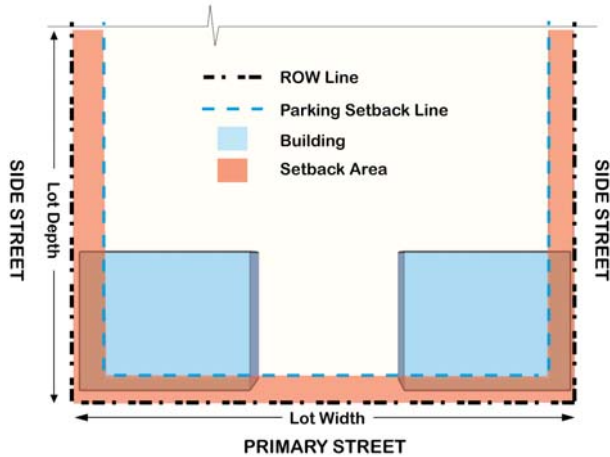 ROW Line
Parking Setback Line
Building
Setback Area
SIDE STREET
Lot Depth
SIDE STREET
Lot Width
PRIMARY STREET